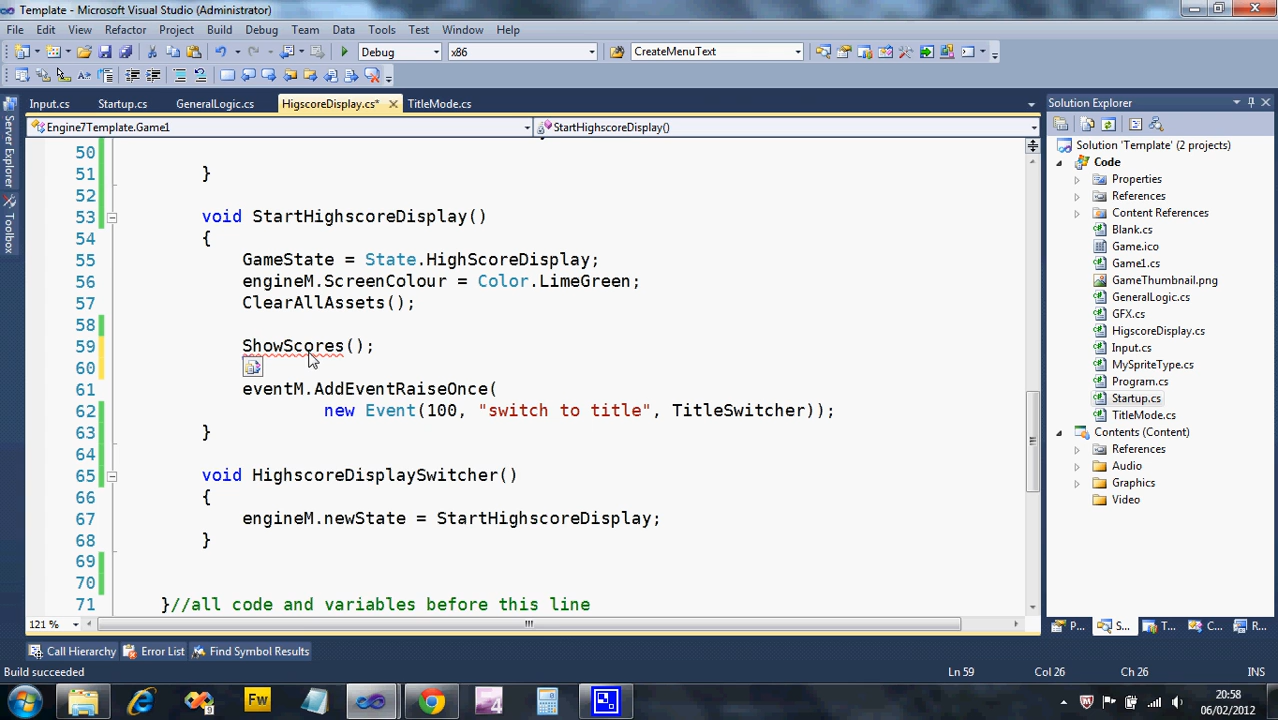 Template - Microsoft Visual Studio (Administrator)
File Edit View Refactor Project Build Debug Team Data Tools Test Window Help
Debug x86 CreateMenuText
Input.cs Startup.cs GeneralLogic.cs HigscoreDisplay.cs* TitleMode.cs
Engine7Template.Game1 StartHighscoreDisplay()
Server Explorer
Toolbox
50
51 }
52
53 void StartHighscoreDisplay()
54 {
55 GameState = State.HighScoreDisplay;
56 engineM.ScreenColour = Color.LimeGreen;
57 ClearAllAssets();
58
59 ShowScores();
60
61 eventM.AddEventRaiseOnce(
62 new Event(100, "switch to title", TitleSwitcher));
63 }
64
65 void HighscoreDisplaySwitcher()
66 {
67 engineM.newState = StartHighscoreDisplay;
68 }
69
70
71 }//all code and variables before this line
121 %
Solution Explorer
Solution 'Template' (2 projects)
Code
Properties
References
Content References
Blank.cs
Game.ico
Game1.cs
GameThumbnail.png
GeneralLogic.cs
GFX.cs
HigscoreDisplay.cs
Input.cs
MySpriteType.cs
Program.cs
Startup.cs
TitleMode.cs
Contents (Content)
References
Audio
Graphics
Video
P... S... T... C... R...
Call Hierarchy Error List Find Symbol Results
Build succeeded Ln 59 Col 26 Ch 26 INS
Fw
20:58
06/02/2012